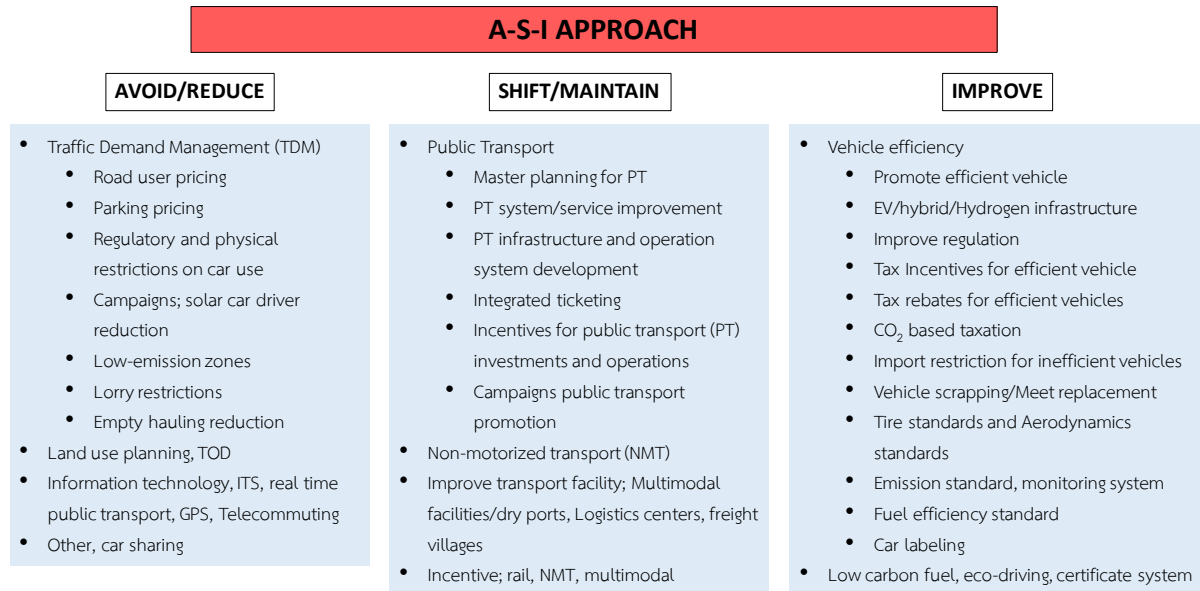 A-S-I APPROACH
AVOID/REDUCE
• Traffic Demand Management (TDM)
• Road user pricing
• Parking pricing
• Regulatory and physical
restrictions on car use
• Campaigns; solar car driver
reduction
• Low-emission zones
• Lorry restrictions
• Empty hauling reduction
• Land use planning, TOD
• Information technology, ITS, real time
public transport, GPS, Telecommuting
• Other, car sharing
SHIFT/MAINTAIN
• Public Transport
• Master planning for PT
• PT system/service improvement
• PT infrastructure and operation
system development
• Integrated ticketing
• Incentives for public transport (PT)
investments and operations
• Campaigns public transport
promotion
• Non-motorized transport (NMT)
• Improve transport facility; Multimodal
facilities/dry ports, Logistics centers, freight
villages
• Incentive; rail, NMT, multimodal
IMPROVE
• Vehicle efficiency
• Promote efficient vehicle
• EV/hybrid/Hydrogen infrastructure
• Improve regulation
• Tax Incentives for efficient vehicle
• Tax rebates for efficient vehicles
• CO₂ based taxation
• Import restriction for inefficient vehicles
• Vehicle scrapping/Meet replacement
• Tire standards and Aerodynamics
standards
• Emission standard, monitoring system
• Fuel efficiency standard
• Car labeling
• Low carbon fuel, eco-driving, certificate system